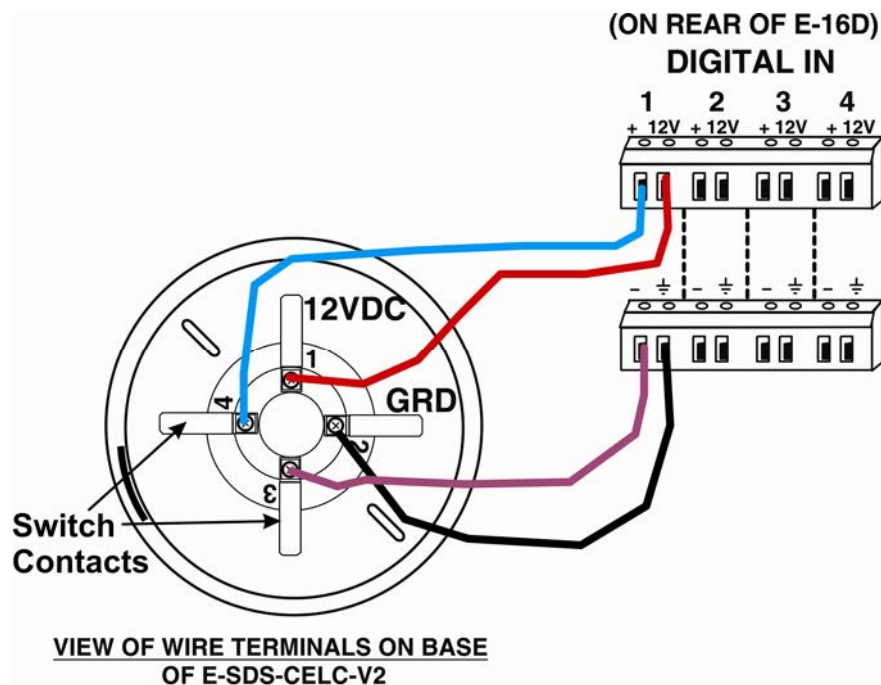 (ON REAR OF E-16D)
DIGITAL IN
1 2 3 4
+ 12V + 12V + 12V + 12V
- - - -
12VDC
1
GRD
4
2
3
Switch
Contacts
VIEW OF WIRE TERMINALS ON BASE
OF E-SDS-CELC-V2